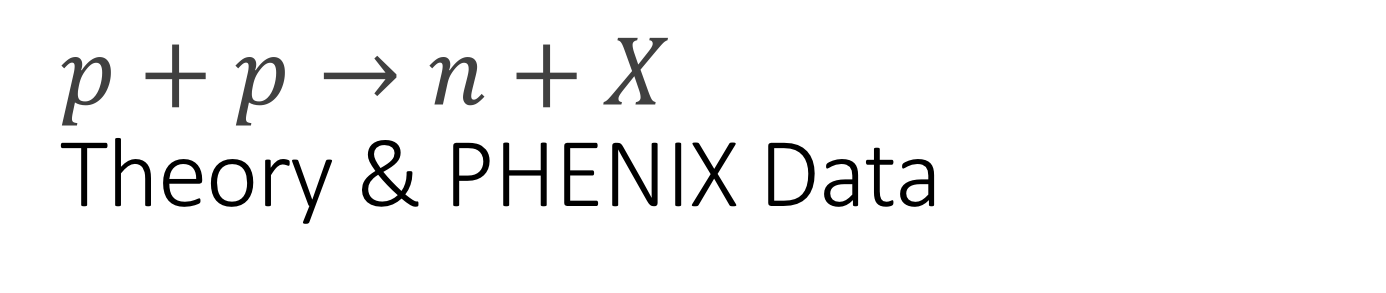 p + p → n + X
Theory & PHENIX Data